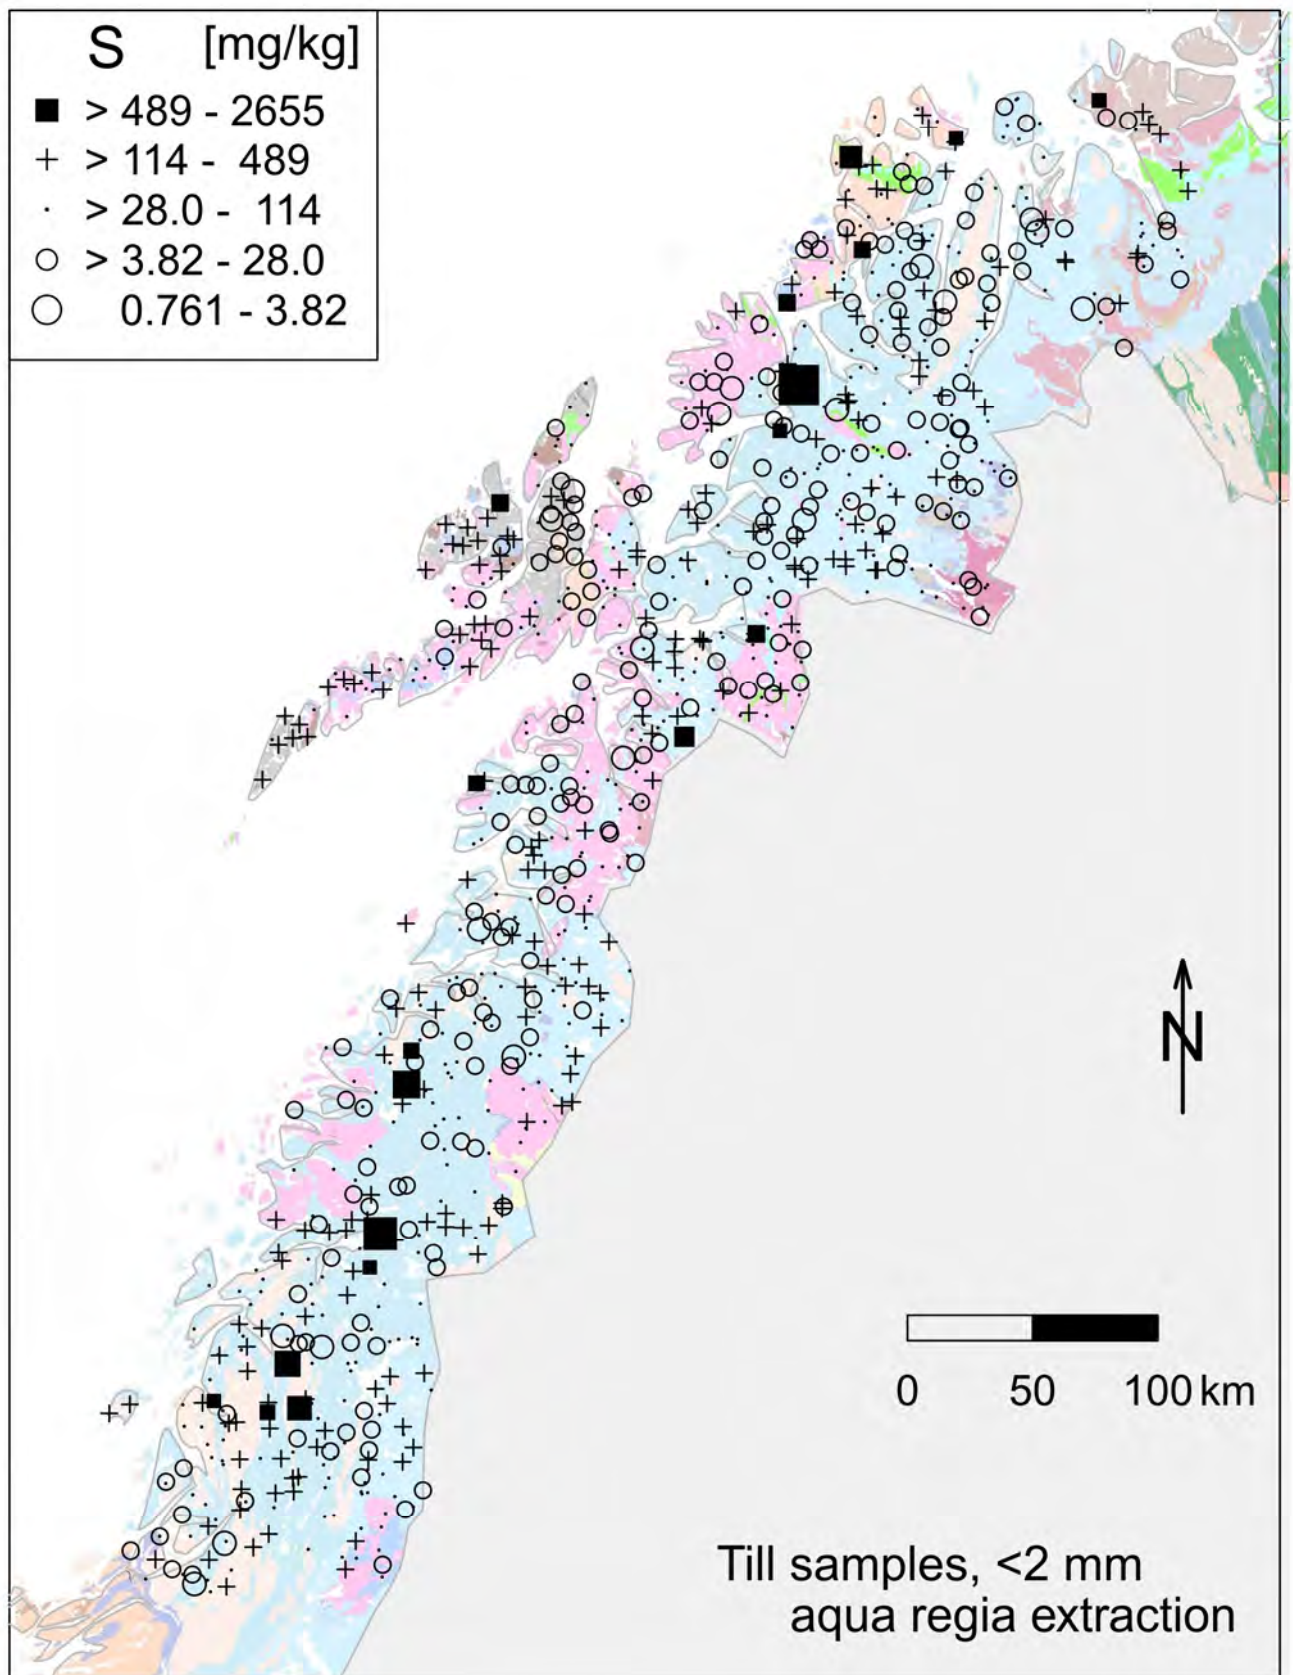 S [mg/kg]
> 489 - 2655
> 114 - 489
> 28.0 - 114
> 3.82 - 28.0
0.761 - 3.82
N
0 50 100 km
Till samples, <2 mm
aqua regia extraction